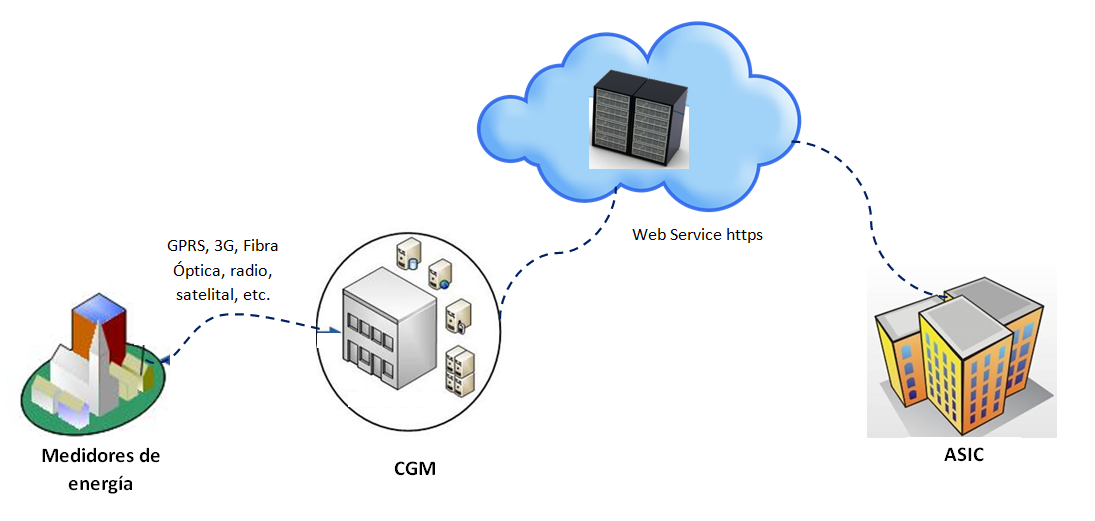 GPRS, 3G, Fibra
Óptica, radio,
satelital, etc.
Medidores de
energía
CGM
Web Service https
ASIC